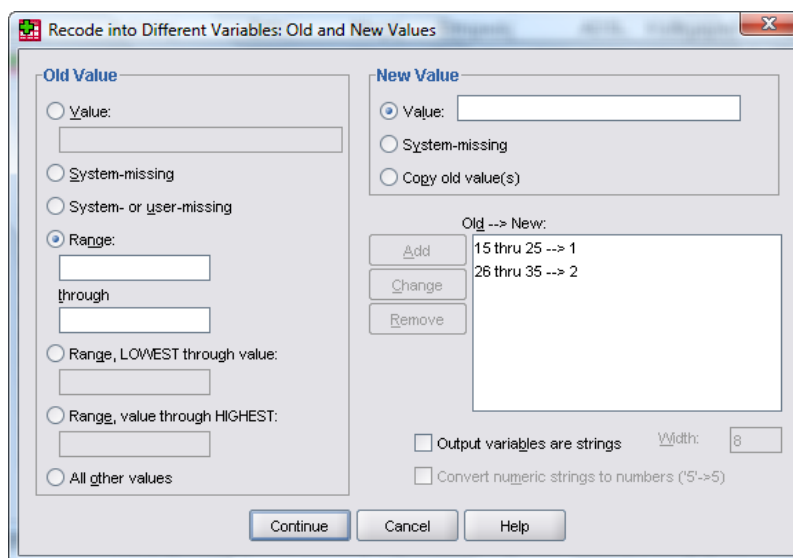 Recode into Different Variables: Old and New Values
Old Value
Value:
System-missing
System- or user-missing
Range:
through
Range, LOWEST through value:
Range, value through HIGHEST:
All other values
New Value
Value:
System-missing
Copy old value(s)
Old --> New:
Add
Change
Remove
15 thru 25 --> 1
26 thru 35 --> 2
Output variables are strings
Width:
8
Convert numeric strings to numbers ('5'->5)
Continue
Cancel
Help